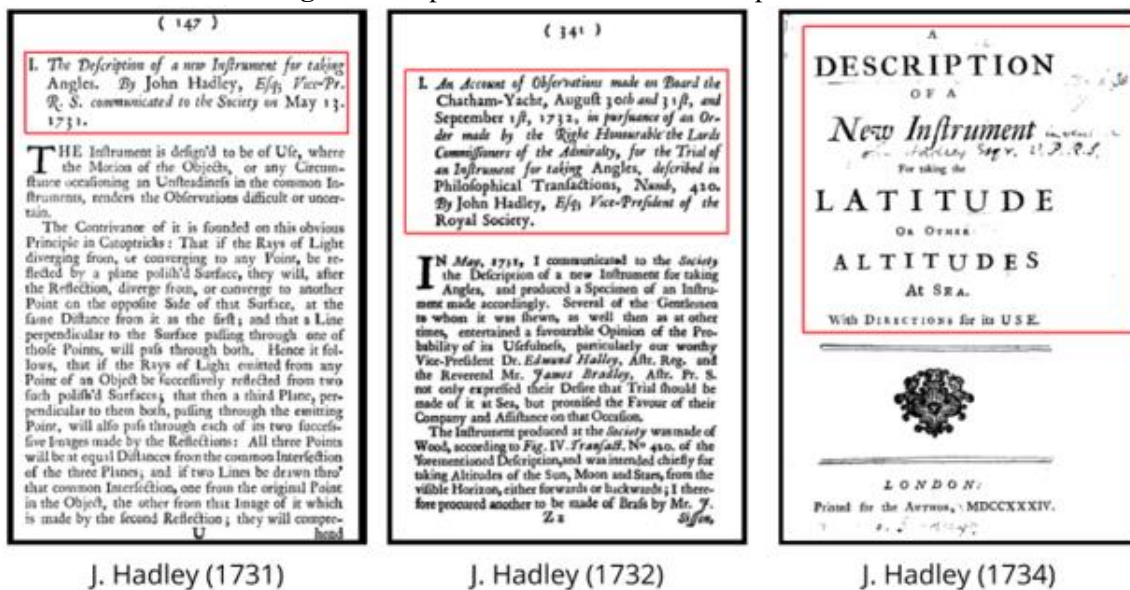 ( 147 )
I. The Deſcription of a new Inſtrument for taking
Angles. By John Hadley, Eſq; Vice-Pr.
R. S. communicated to the Society on May 13.
1731.
THE Inſtrument is deſign'd to be of Uſe, where
the Motion of the Objects, or any Circum-
ſtance occaſioning an Unſteadineſs in the common In-
ſtruments, renders the Obſervations difficult or uncer-
tain.
The Contrivance of it is founded on this obvious
Principle in Catoptricks: That if the Rays of Light
diverging from, or converging to any Point, be re-
flected by a plane poliſh'd Surface, they will, after
the Reflection, diverge from, or converge to another
Point on the oppoſite Side of that Surface, at the
ſame Diſtance from it as the firſt; and that a Line
perpendicular to the Surface paſſing through one of
thoſe Points, will paſs through both. Hence it fol-
lows, that if the Rays of Light emitted from any
Point of an Object be ſucceſſively reflected from two
ſuch poliſh'd Surfaces; that then a third Plane, per-
pendicular to them both, paſſing through the emitting
Point, will alſo paſs through each of its two ſucceſ-
ſive Images made by the Reflections: All three Points
will be at equal Diſtances from the common Interſection
of the three Planes; and if two Lines be drawn thro'
that common Interſection, one from the original Point
in the Object, the other from that Image of it which
is made by the ſecond Reflection; they will compre-
U hend
J. Hadley (1731)
( 341 )
I. An Account of Obſervations made on Board the
Chatham-Yacht, Auguſt 30th and 31ſt, and
September 1ſt, 1732, in purſuance of an Or-
der made by the Right Honourable the Lords
Commiſſioners of the Admiralty, for the Trial of
an Inſtrument for taking Angles, deſcribed in
Philoſophical Tranſactions, Numb, 420.
By John Hadley, Eſq; Vice-Preſident of the
Royal Society.
IN May, 1731, I communicated to the Society
the Deſcription of a new Inſtrument for taking
Angles, and produced a Specimen of an Inſtru-
ment made accordingly. Several of the Gentlemen
to whom it was ſhewn, as well then as at other
times, entertained a favourable Opinion of the Pro-
bability of its Uſefulneſs, particularly our worthy
Vice-Preſident Dr. Edmund Halley, Aſtr. Reg. and
the Reverend Mr. James Bradley, Aſtr. Pr. S.
not only expreſſed their Deſire that Trial ſhould be
made of it at Sea, but promiſed the Favour of their
Company and Aſſiſtance on that Occaſion.
The Inſtrument produced at the Society was made of
Wood, according to Fig. IV. Tranſact. Nº 420. of the
'forementioned Deſcription, and was intended chiefly for
taking Altitudes of the Sun, Moon and Stars, from the
viſible Horizon, either forwards or backwards; I there-
fore procured another to be made of Braſs by Mr. J.
Z 2 Siſſon,
J. Hadley (1732)
A
DESCRIPTION
OF A
New Inſtrument
John Hadley Esqr. V.P.R.S.
For taking the
LATITUDE
OR OTHER
ALTITUDES
AT SEA.
With DIRECTIONS for its USE.
LONDON:
Printed for the AUTHOR, MDCCXXXIV.
J. Hadley (1734)